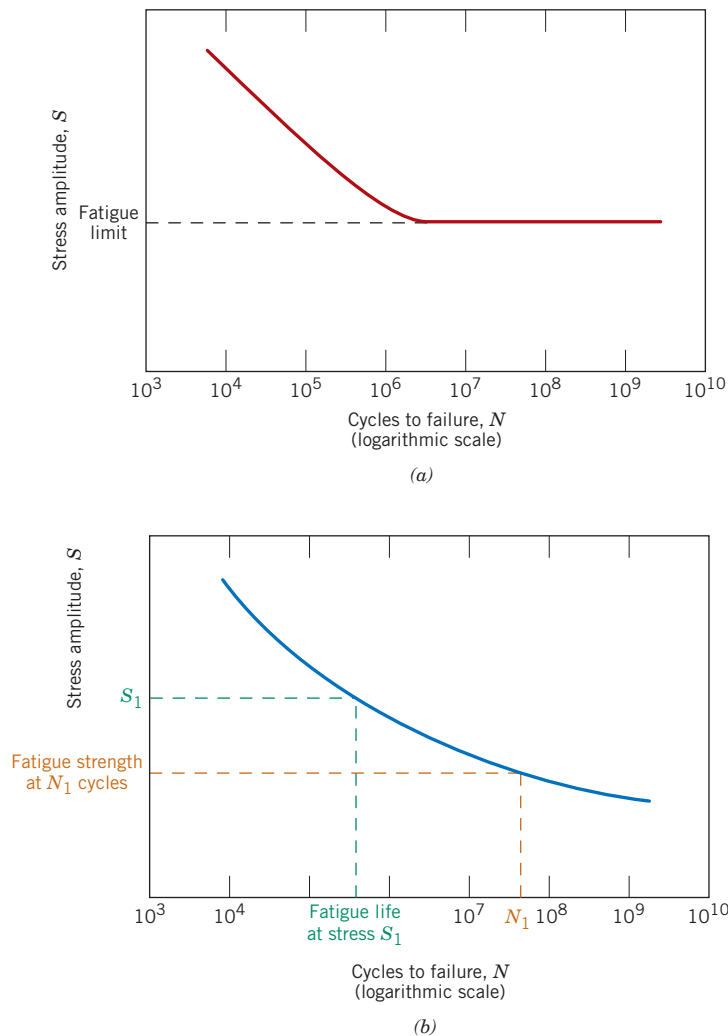 Stress amplitude, S
Fatigue
limit
10³ 10⁴ 10⁵ 10⁶ 10⁷ 10⁸ 10⁹ 10¹⁰
Cycles to failure, N
(logarithmic scale)
(a)
Stress amplitude, S
S₁
Fatigue strength
at N₁ cycles
10³ 10⁴ 10⁷ 10⁸ 10⁹ 10¹⁰
Fatigue life
at stress S₁
N₁
Cycles to failure, N
(logarithmic scale)
(b)